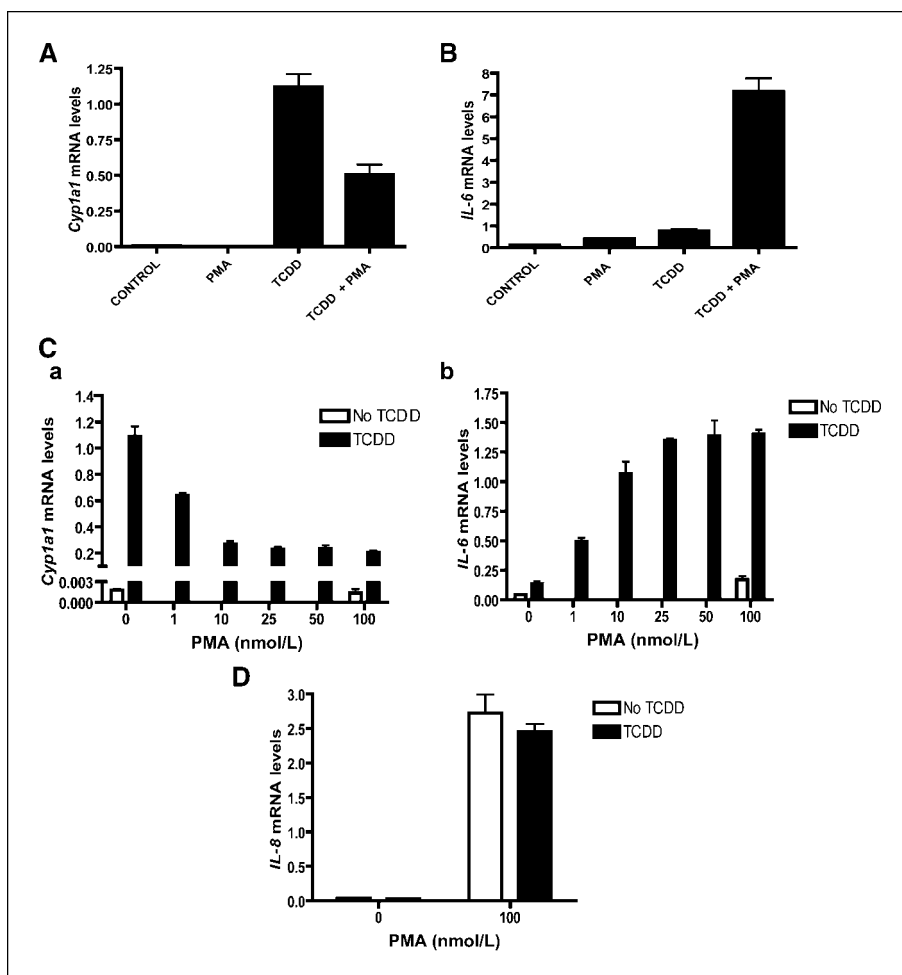 A
Cyp1a1 mRNA levels
1.25
1.00
0.75
0.50
0.25
0.00
CONTROL
PMA
TCDD
TCDD + PMA
B
IL-6 mRNA levels
8
7
6
5
4
3
2
1
0
CONTROL
PMA
TCDD
TCDD + PMA
C
a
Cyp1a1 mRNA levels
1.4
1.2
1.0
0.8
0.6
0.4
0.2
0.003
0.000
No TCDD
TCDD
0 1 10 25 50 100
PMA (nmol/L)
b
IL-6 mRNA levels
1.75
1.50
1.25
1.00
0.75
0.50
0.25
0.00
No TCDD
TCDD
0 1 10 25 50 100
PMA (nmol/L)
D
IL-8 mRNA levels
3.0
2.5
2.0
1.5
1.0
0.5
0.0
No TCDD
TCDD
0 100
PMA (nmol/L)